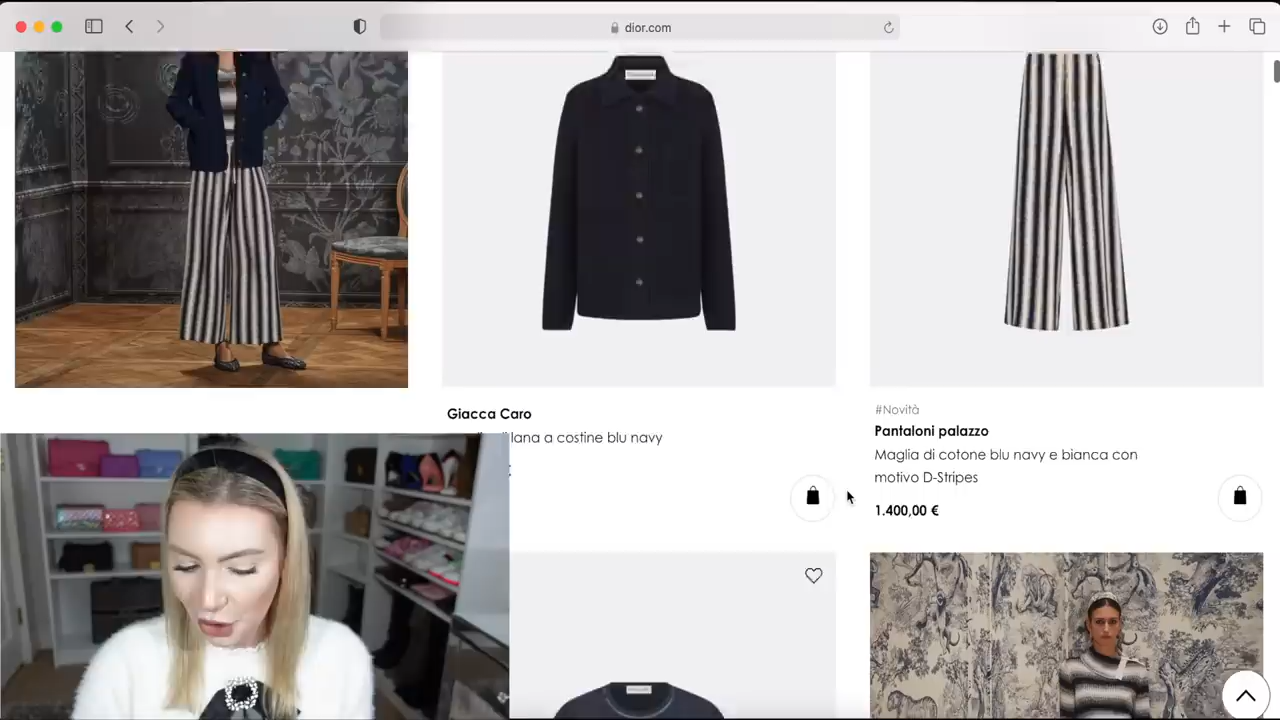 dior.com
Giacca Caro
lana a costine blu navy
#Novità
Pantaloni palazzo
Maglia di cotone blu navy e bianca con
motivo D-Stripes
1.400,00 €